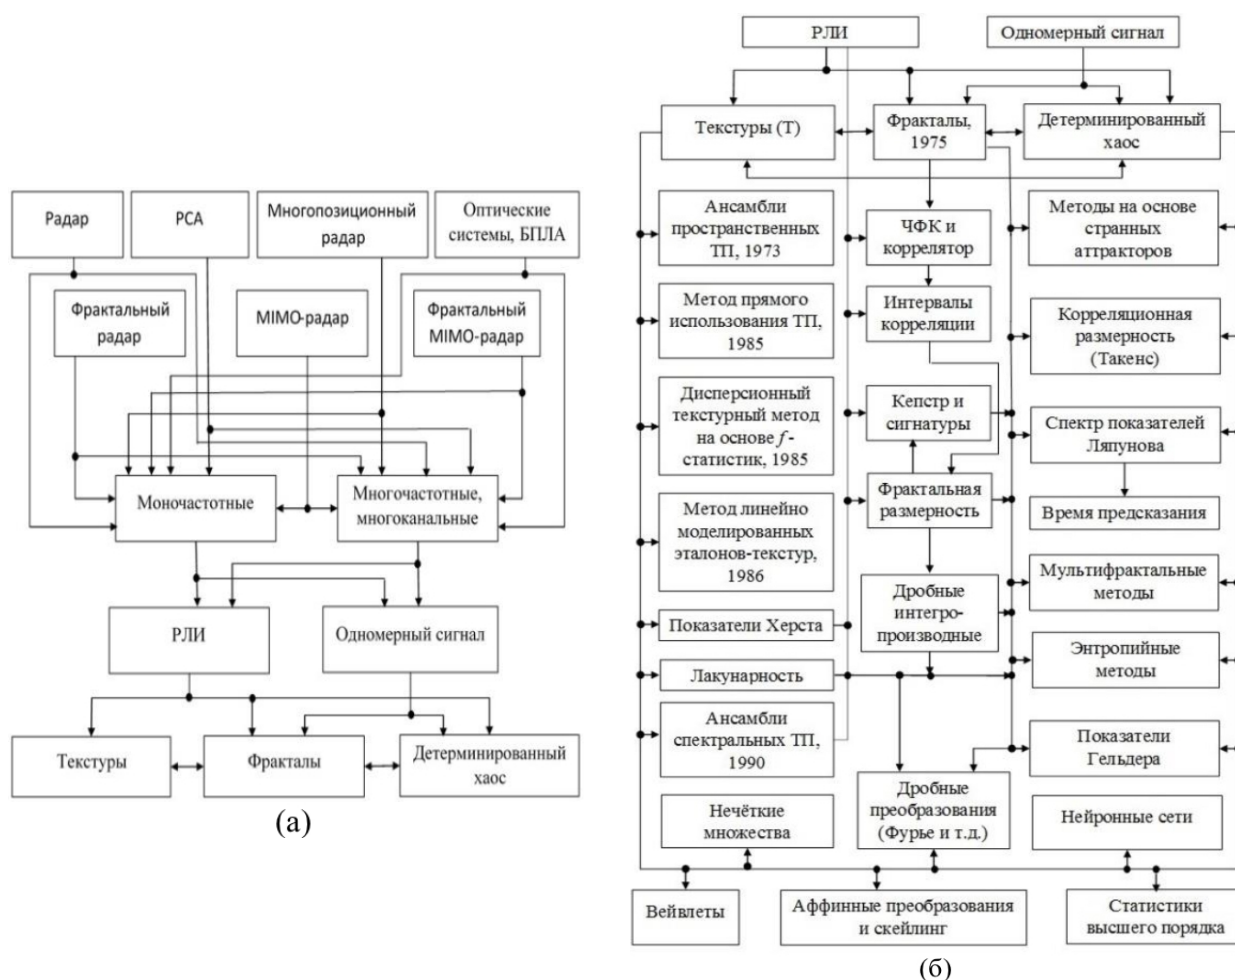 Радар
РСА
Многопозиционный
радар
Оптические
системы, БПЛА
Фрактальный
радар
MIMO-радар
Фрактальный
MIMO-радар
Моночастотные
Многочастотные,
многоканальные
РЛИ
Одномерный сигнал
Текстуры
Фракталы
Детерминированный
хаос
(а)
РЛИ
Одномерный сигнал
Текстуры (Т)
Фракталы,
1975
Детерминированный
хаос
Ансамбли
пространственных
ТП, 1973
ЧФК и
коррелятор
Методы на основе
странных
аттракторов
Метод прямого
использования ТП,
1985
Интервалы
корреляции
Корреляционная
размерность
(Такенс)
Дисперсионный
текстурный метод
на основе f-
статистик, 1985
Кепстр и
сигнатуры
Спектр показателей
Ляпунова
Метод линейно
моделированных
эталонов-текстур,
1986
Фрактальная
размерность
Время предсказания
Показатели Херста
Дробные
интегро-
производные
Мультифрактальные
методы
Лакунарность
Энтропийные
методы
Ансамбли
спектральных ТП,
1990
Дробные
преобразования
(Фурье и т.д.)
Показатели
Гельдера
Нечёткие
множества
Нейронные сети
Вейвлеты
Аффинные преобразования
и скейлинг
Статистики
высшего порядка
(б)